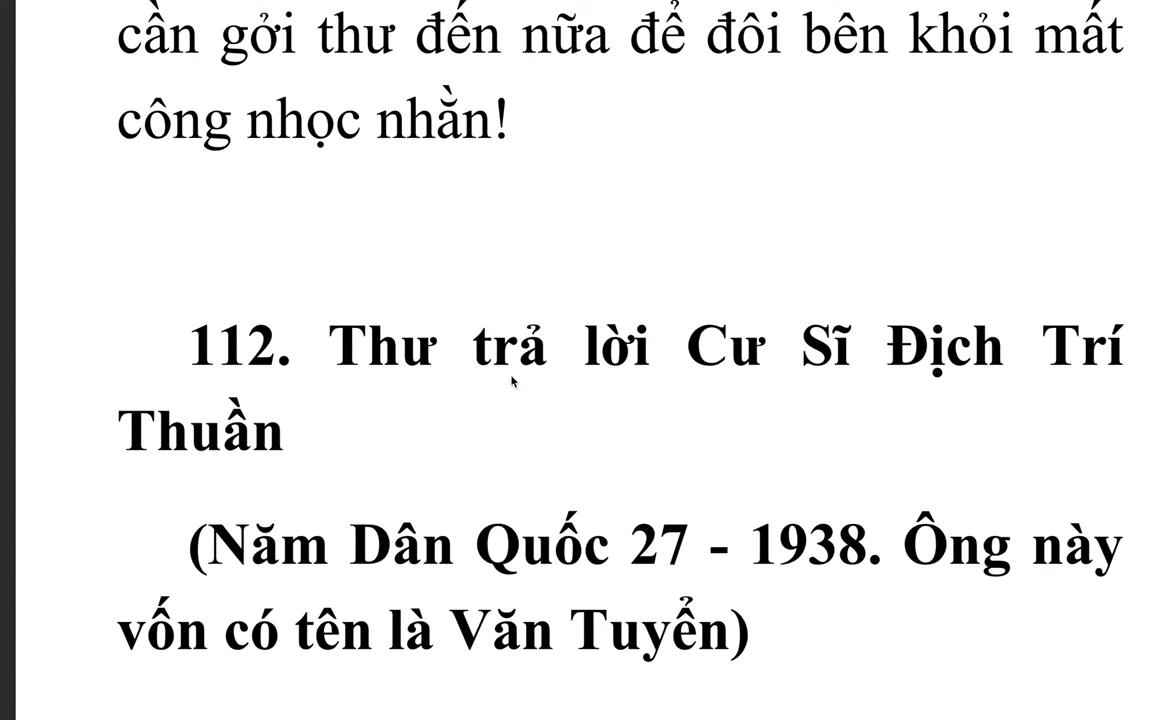 cần gởi thư đến nữa để đôi bên khỏi mất
công nhọc nhằn!
112. Thư trả lời Cư Sĩ Địch Trí
Thuần
(Năm Dân Quốc 27 - 1938. Ông này
vốn có tên là Văn Tuyển)